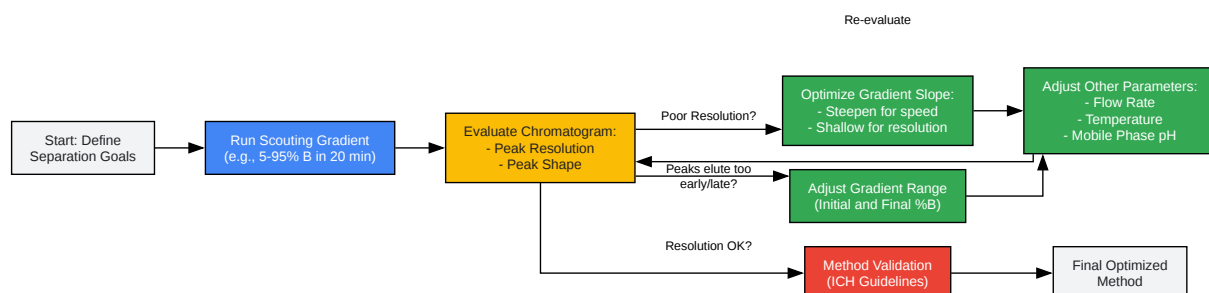 Re-evaluate
Start: Define
Separation Goals
Run Scouting Gradient
(e.g., 5-95% B in 20 min)
Evaluate Chromatogram:
- Peak Resolution
- Peak Shape
Poor Resolution?
Optimize Gradient Slope:
- Steepen for speed
- Shallow for resolution
Adjust Other Parameters:
- Flow Rate
- Temperature
- Mobile Phase pH
Peaks elute too
early/late?
Adjust Gradient Range
(Initial and Final %B)
Resolution OK?
Method Validation
(ICH Guidelines)
Final Optimized
Method